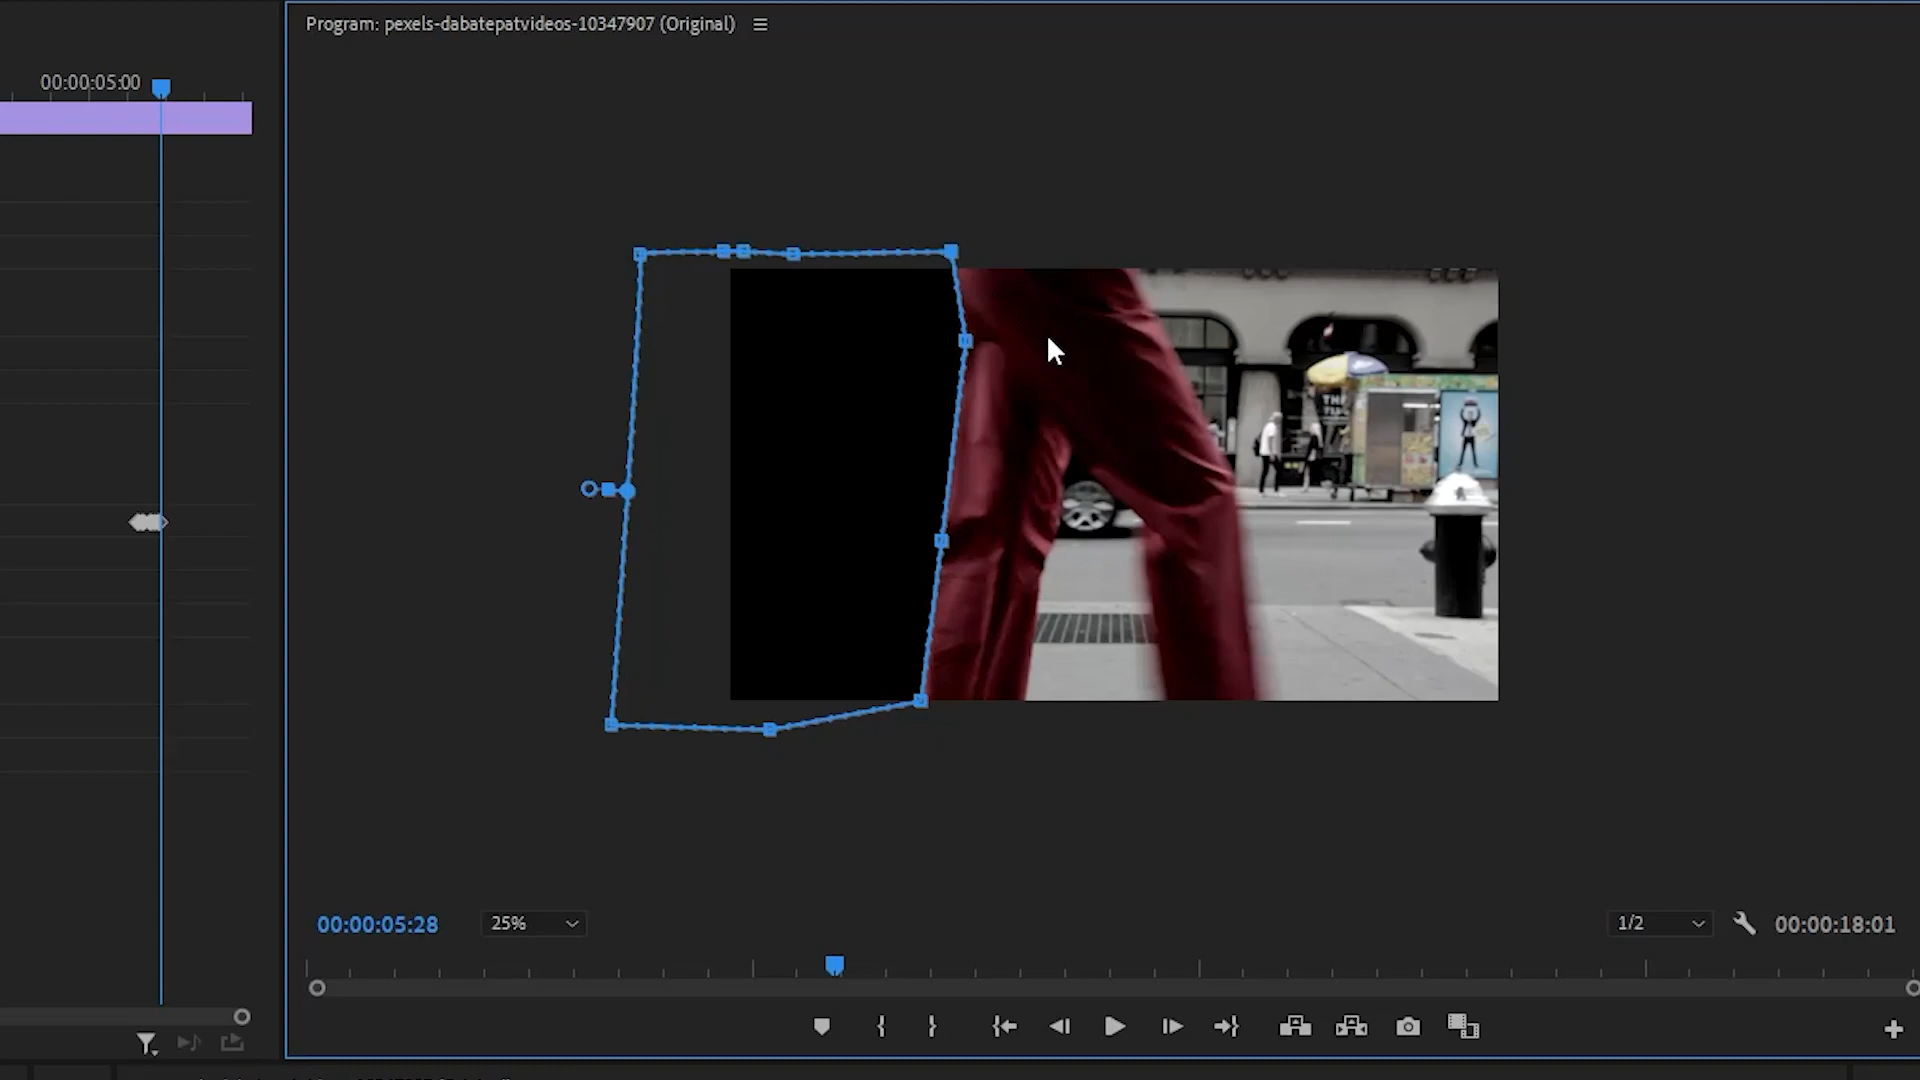 Program: pexels-dabatepatvideos-10347907 (Original)
00:00:05:00
THE
00:00:05:28
25%
1/2
00:00:18:01